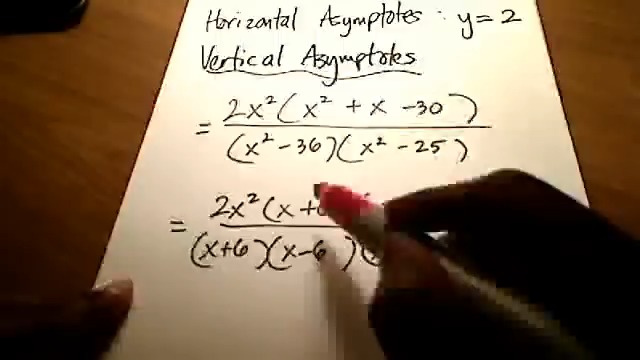 Horizontal Asymptotes : y = 2
Vertical Asymptotes
= 2x² (x² + x -30)
(x² - 36)(x² - 25)
= 2x² (x +
(x+6)(x-6)(